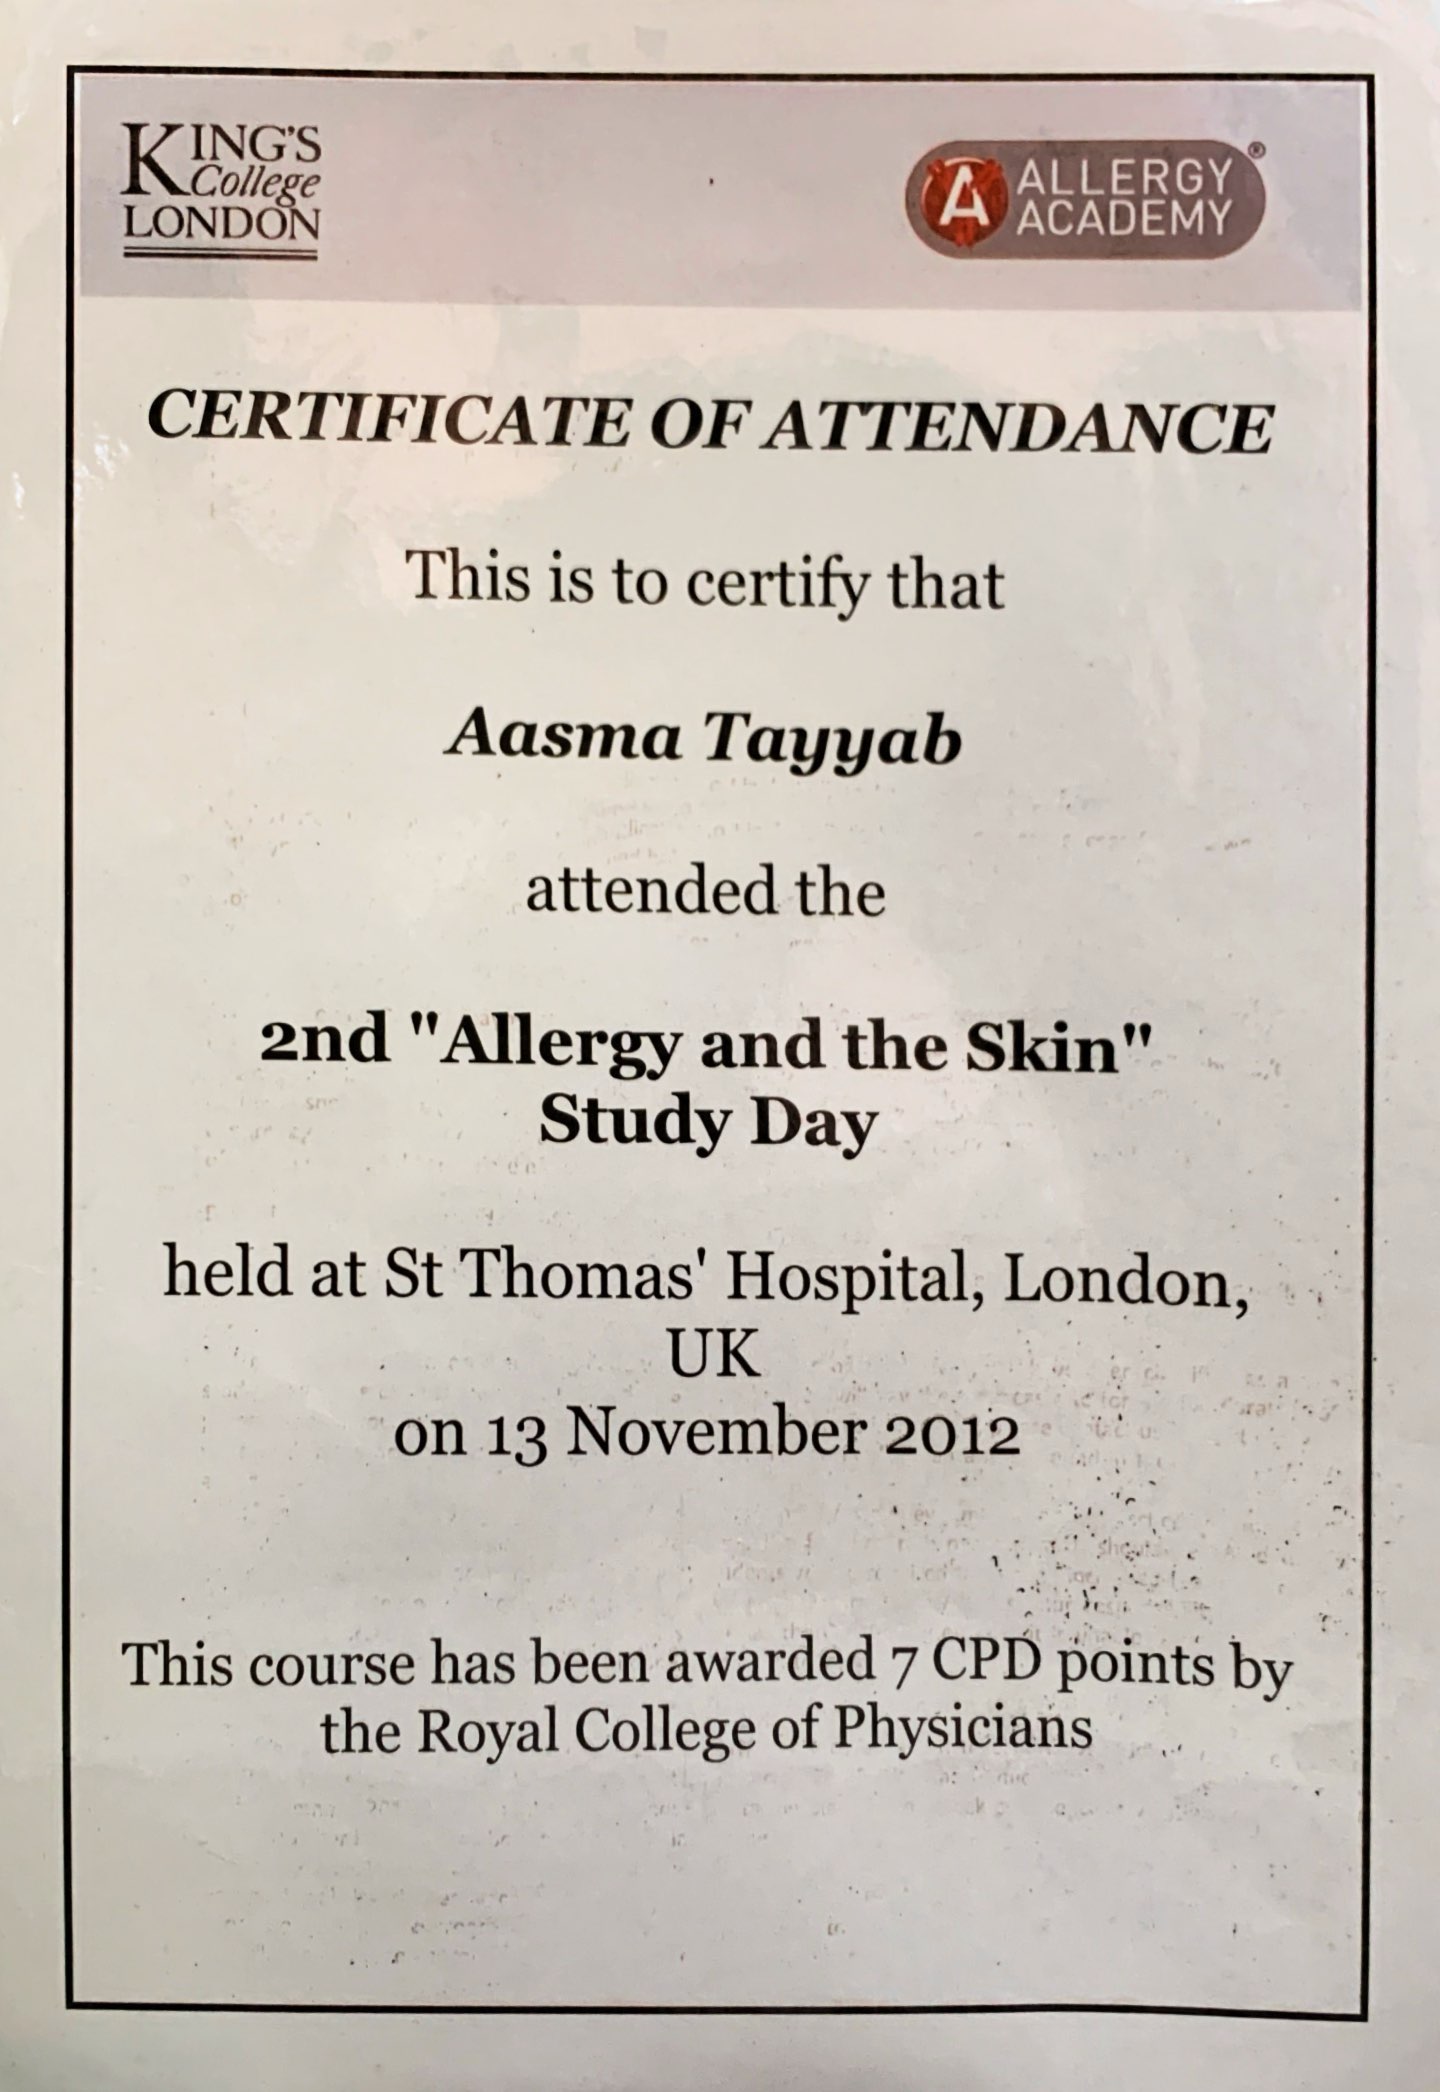 KING'S
College
LONDON
ALLERGY
ACADEMY®
CERTIFICATE OF ATTENDANCE
This is to certify that
Aasma Tayyab
attended the
2nd "Allergy and the Skin"
Study Day
held at St Thomas' Hospital, London,
UK
on 13 November 2012
This course has been awarded 7 CPD points by
the Royal College of Physicians